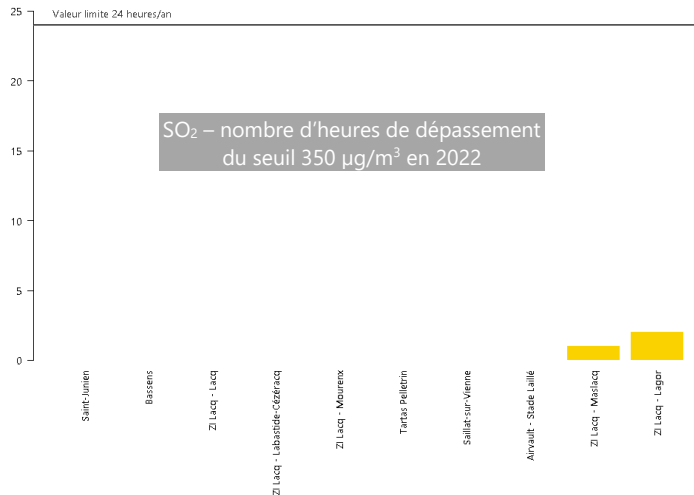 25
Valeur limite 24 heures/an
20
SO₂ – nombre d'heures de dépassement
du seuil 350 µg/m³ en 2022
15
10
5
0
Saint-Junien
Bassens
ZI Lacq - Lacq
ZI Lacq - Labastide-Cézéracq
ZI Lacq - Mourenx
Tartas Pelletrin
Saillat-sur-Vienne
Airvault - Stade Laillé
ZI Lacq - Maslacq
ZI Lacq - Lagor